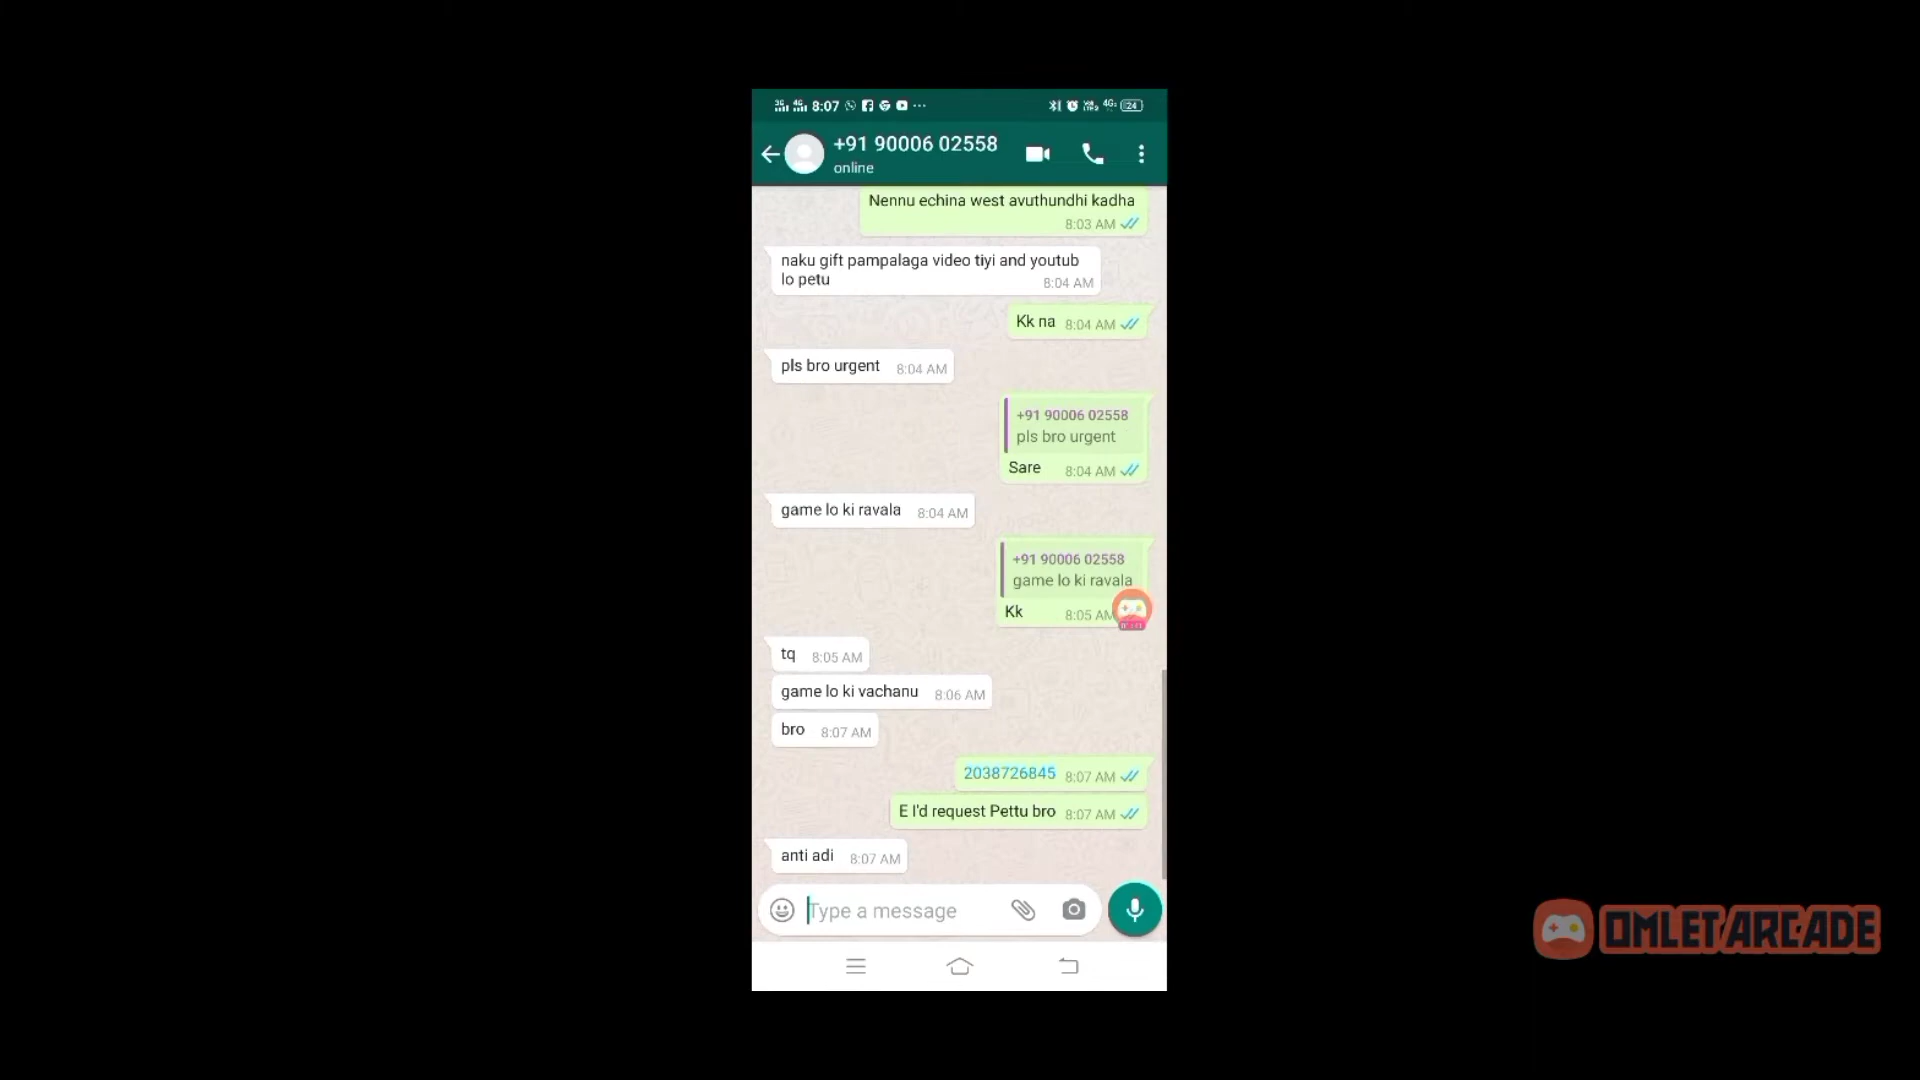 8:07
24
+91 90006 02558
online
Nennu echina west avuthundhi kadha
8:03 AM
naku gift pampalaga video tiyi and youtub
lo petu
8:04 AM
Kk na 8:04 AM
pls bro urgent 8:04 AM
+91 90006 02558
pls bro urgent
Sare 8:04 AM
game lo ki ravala 8:04 AM
+91 90006 02558
game lo ki ravala
Kk 8:05 AM
tq 8:05 AM
game lo ki vachanu 8:06 AM
bro 8:07 AM
2038726845 8:07 AM
E I'd request Pettu bro 8:07 AM
anti adi 8:07 AM
Type a message
OMLET ARCADE